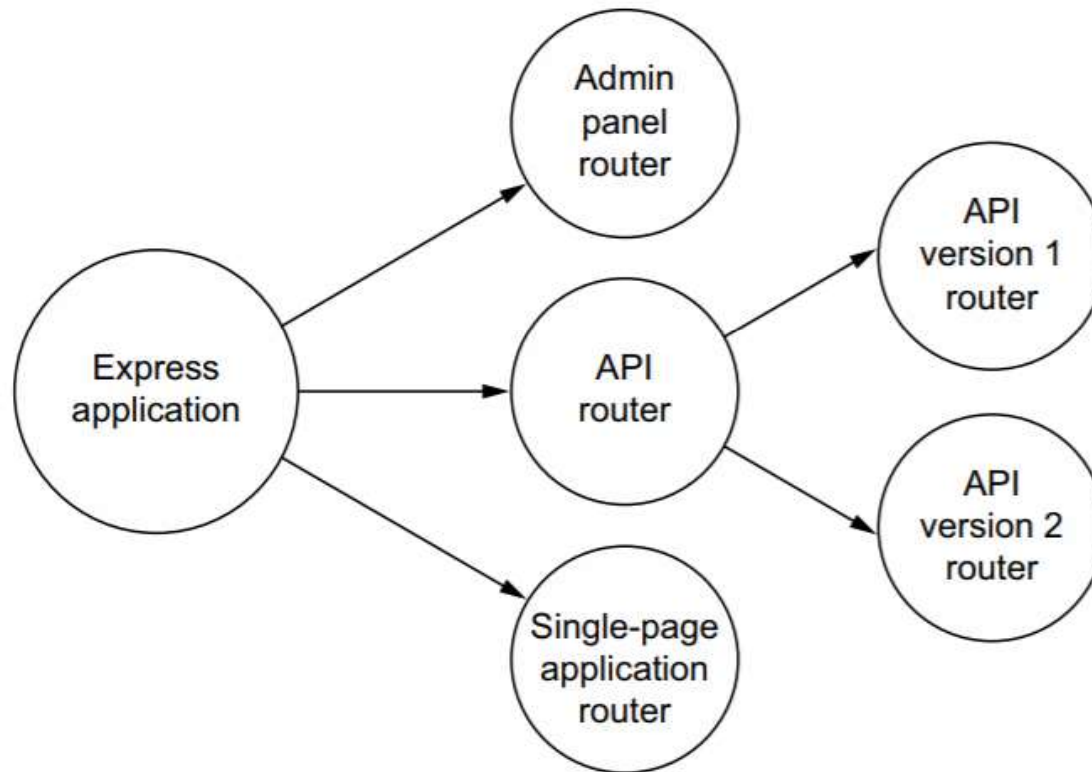 Admin
panel
router
API
version 1
router
Express
application
API
router
API
version 2
router
Single-page
application
router